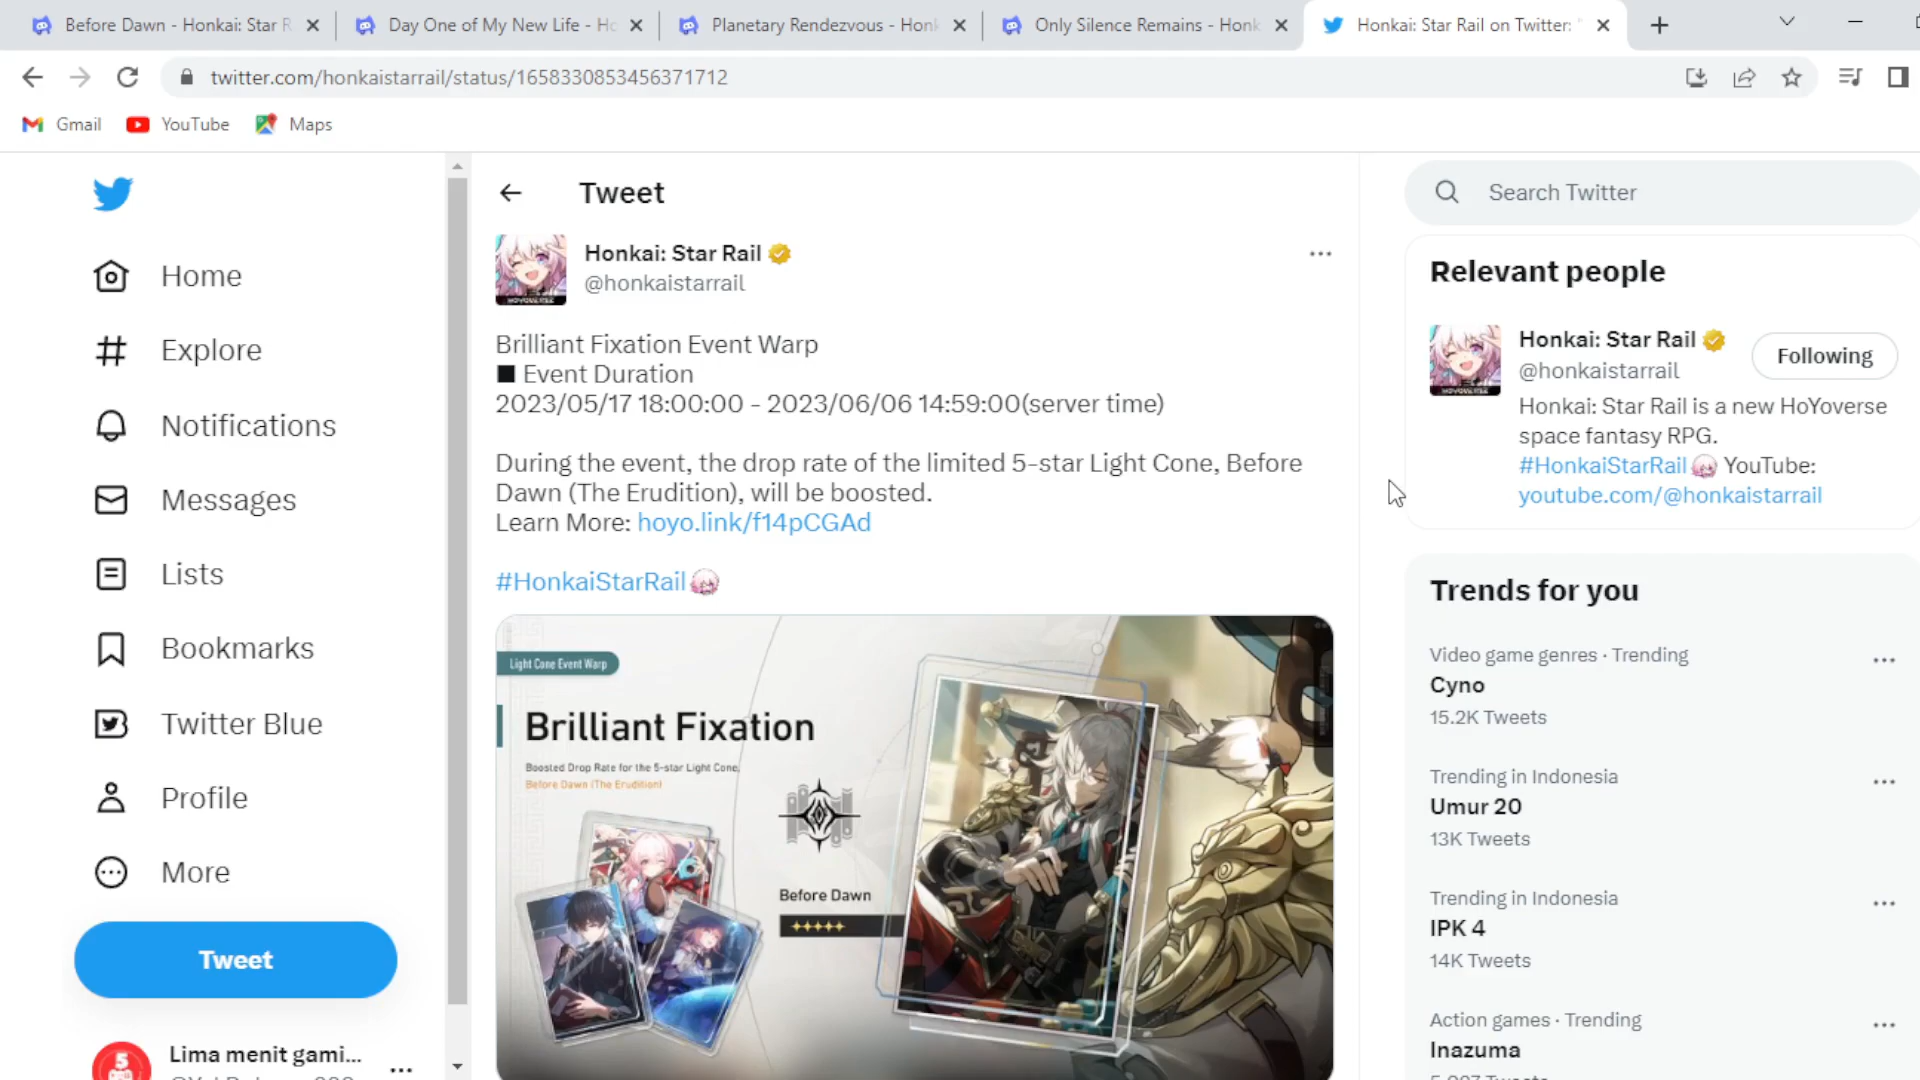 Before Dawn - Honkai: Star R
Day One of My New Life - Ho
Planetary Rendezvous - Honk
Only Silence Remains - Honk
Honkai: Star Rail on Twitter: "
twitter.com/honkaistarrail/status/1658330853456371712
Gmail
YouTube
Maps
Home
Explore
Notifications
Messages
Lists
Bookmarks
Twitter Blue
Profile
More
Tweet
Lima menit gami...
Tweet
Honkai: Star Rail
@honkaistarrail
Brilliant Fixation Event Warp
■ Event Duration
2023/05/17 18:00:00 - 2023/06/06 14:59:00(server time)
During the event, the drop rate of the limited 5-star Light Cone, Before
Dawn (The Erudition), will be boosted.
Learn More: hoyo.link/f14pCGAd
#HonkaiStarRail
Light Cone Event Warp
Brilliant Fixation
Boosted Drop Rate for the 5-star Light Cone,
Before Dawn (The Erudition)
Before Dawn
Search Twitter
Relevant people
Honkai: Star Rail
@honkaistarrail
Following
Honkai: Star Rail is a new HoYoverse
space fantasy RPG.
#HonkaiStarRail YouTube:
youtube.com/@honkaistarrail
Trends for you
Video game genres · Trending
Cyno
15.2K Tweets
Trending in Indonesia
Umur 20
13K Tweets
Trending in Indonesia
IPK 4
14K Tweets
Action games · Trending
Inazuma